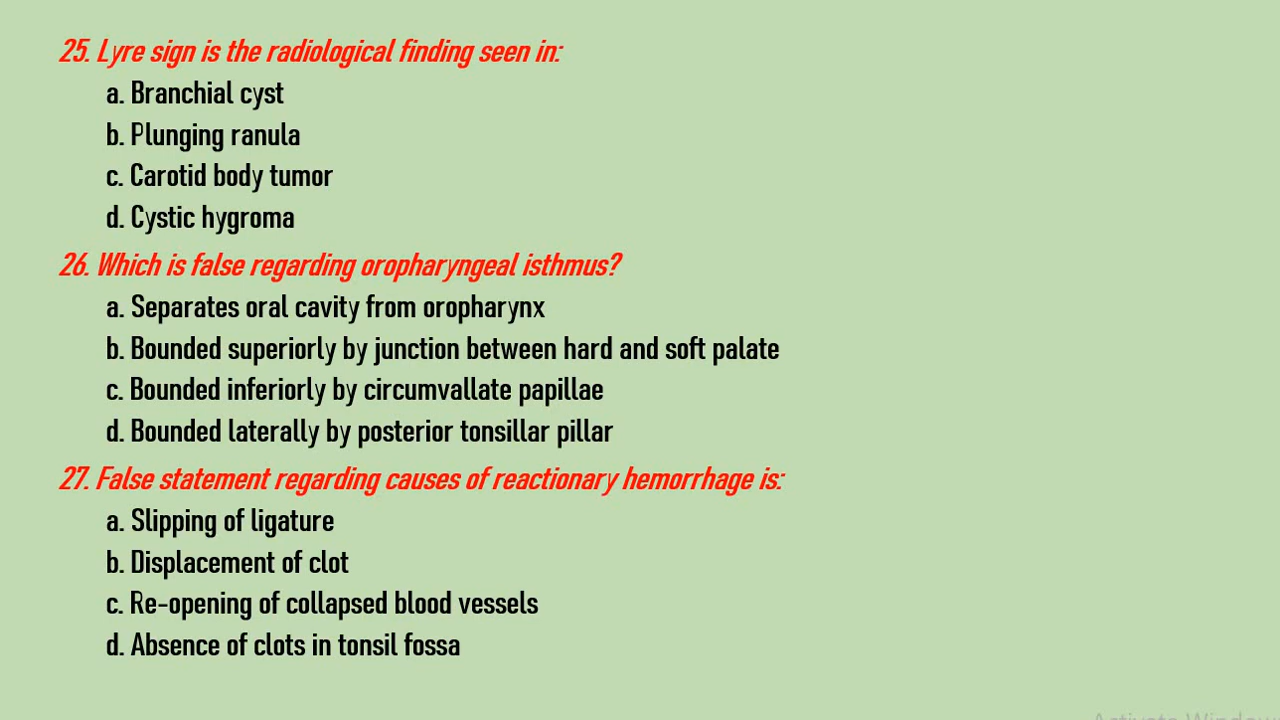 25. Lyre sign is the radiological finding seen in:
a. Branchial cyst
b. Plunging ranula
c. Carotid body tumor
d. Cystic hygroma
26. Which is false regarding oropharyngeal isthmus?
a. Separates oral cavity from oropharynx
b. Bounded superiorly by junction between hard and soft palate
c. Bounded inferiorly by circumvallate papillae
d. Bounded laterally by posterior tonsillar pillar
27. False statement regarding causes of reactionary hemorrhage is:
a. Slipping of ligature
b. Displacement of clot
c. Re-opening of collapsed blood vessels
d. Absence of clots in tonsil fossa